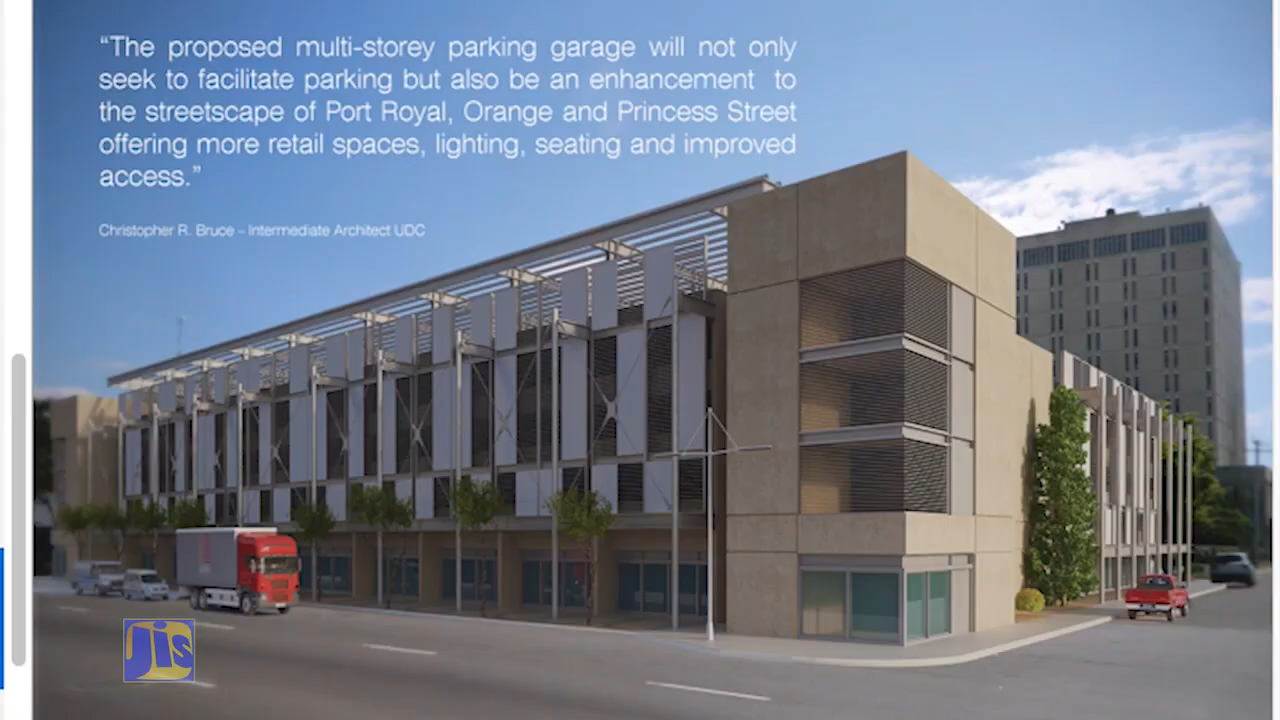 “The proposed multi-storey parking garage will not only
seek to facilitate parking but also be an enhancement to
the streetscape of Port Royal, Orange and Princess Street
offering more retail spaces, lighting, seating and improved
access.”
Christopher R. Bruce – Intermediate Architect UDC
JIS